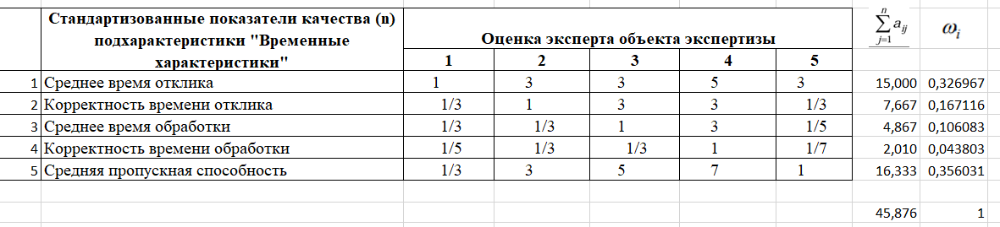 Стандартизованные показатели качества (n)
подхарактеристики "Временные
характеристики"
Оценка эксперта объекта экспертизы
1 2 3 4 5
n
∑ aij
j=1
ωi
1 Среднее время отклика 1 3 3 5 3 15,000 0,326967
2 Корректность времени отклика 1/3 1 3 3 1/3 7,667 0,167116
3 Среднее время обработки 1/3 1/3 1 3 1/5 4,867 0,106083
4 Корректность времени обработки 1/5 1/3 1/3 1 1/7 2,010 0,043803
5 Средняя пропускная способность 1/3 3 5 7 1 16,333 0,356031
45,876 1